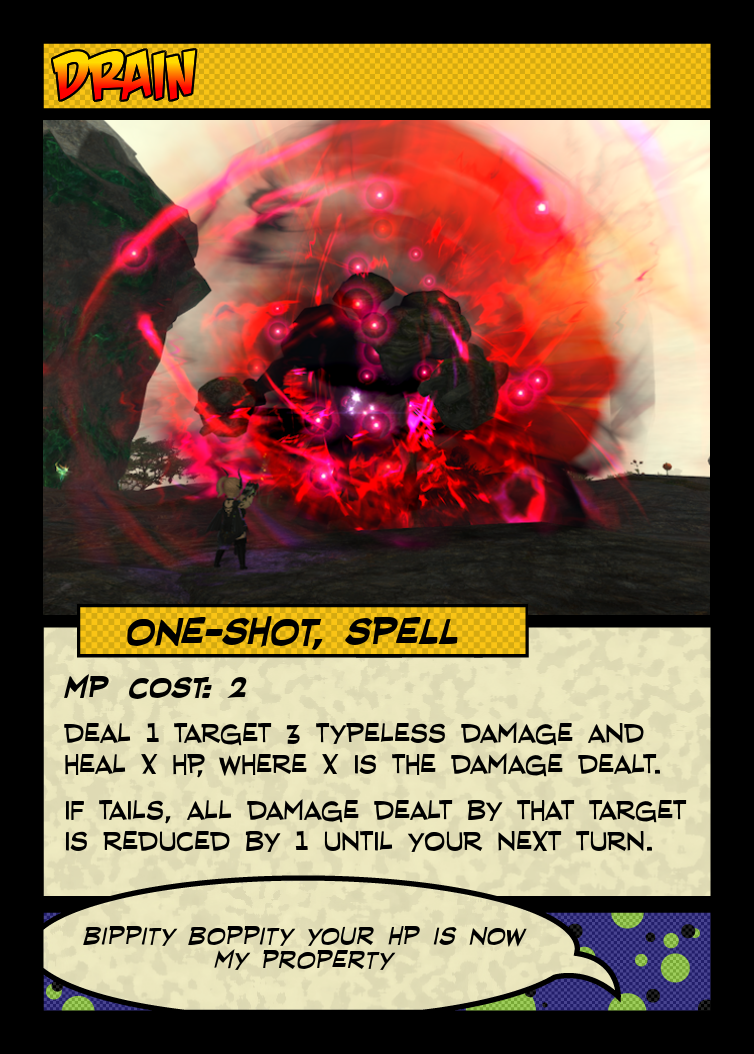 DRAIN
ONE-SHOT, SPELL
MP COST: 2
DEAL 1 TARGET 3 TYPELESS DAMAGE AND
HEAL X HP, WHERE X IS THE DAMAGE DEALT.
IF TAILS, ALL DAMAGE DEALT BY THAT TARGET
IS REDUCED BY 1 UNTIL YOUR NEXT TURN.
BIPPITY BOPPITY YOUR HP IS NOW
MY PROPERTY